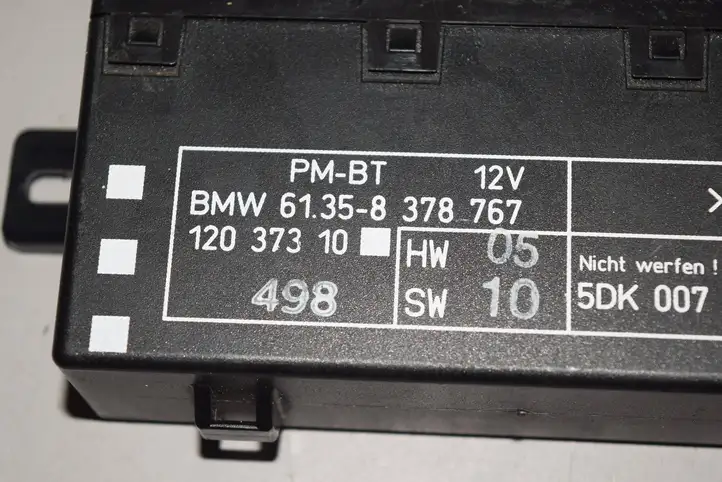 PM-BT 12V
BMW 61.35-8 378 767
120 373 10
HW 05
498
SW 10
Nicht werfen !
5DK 007